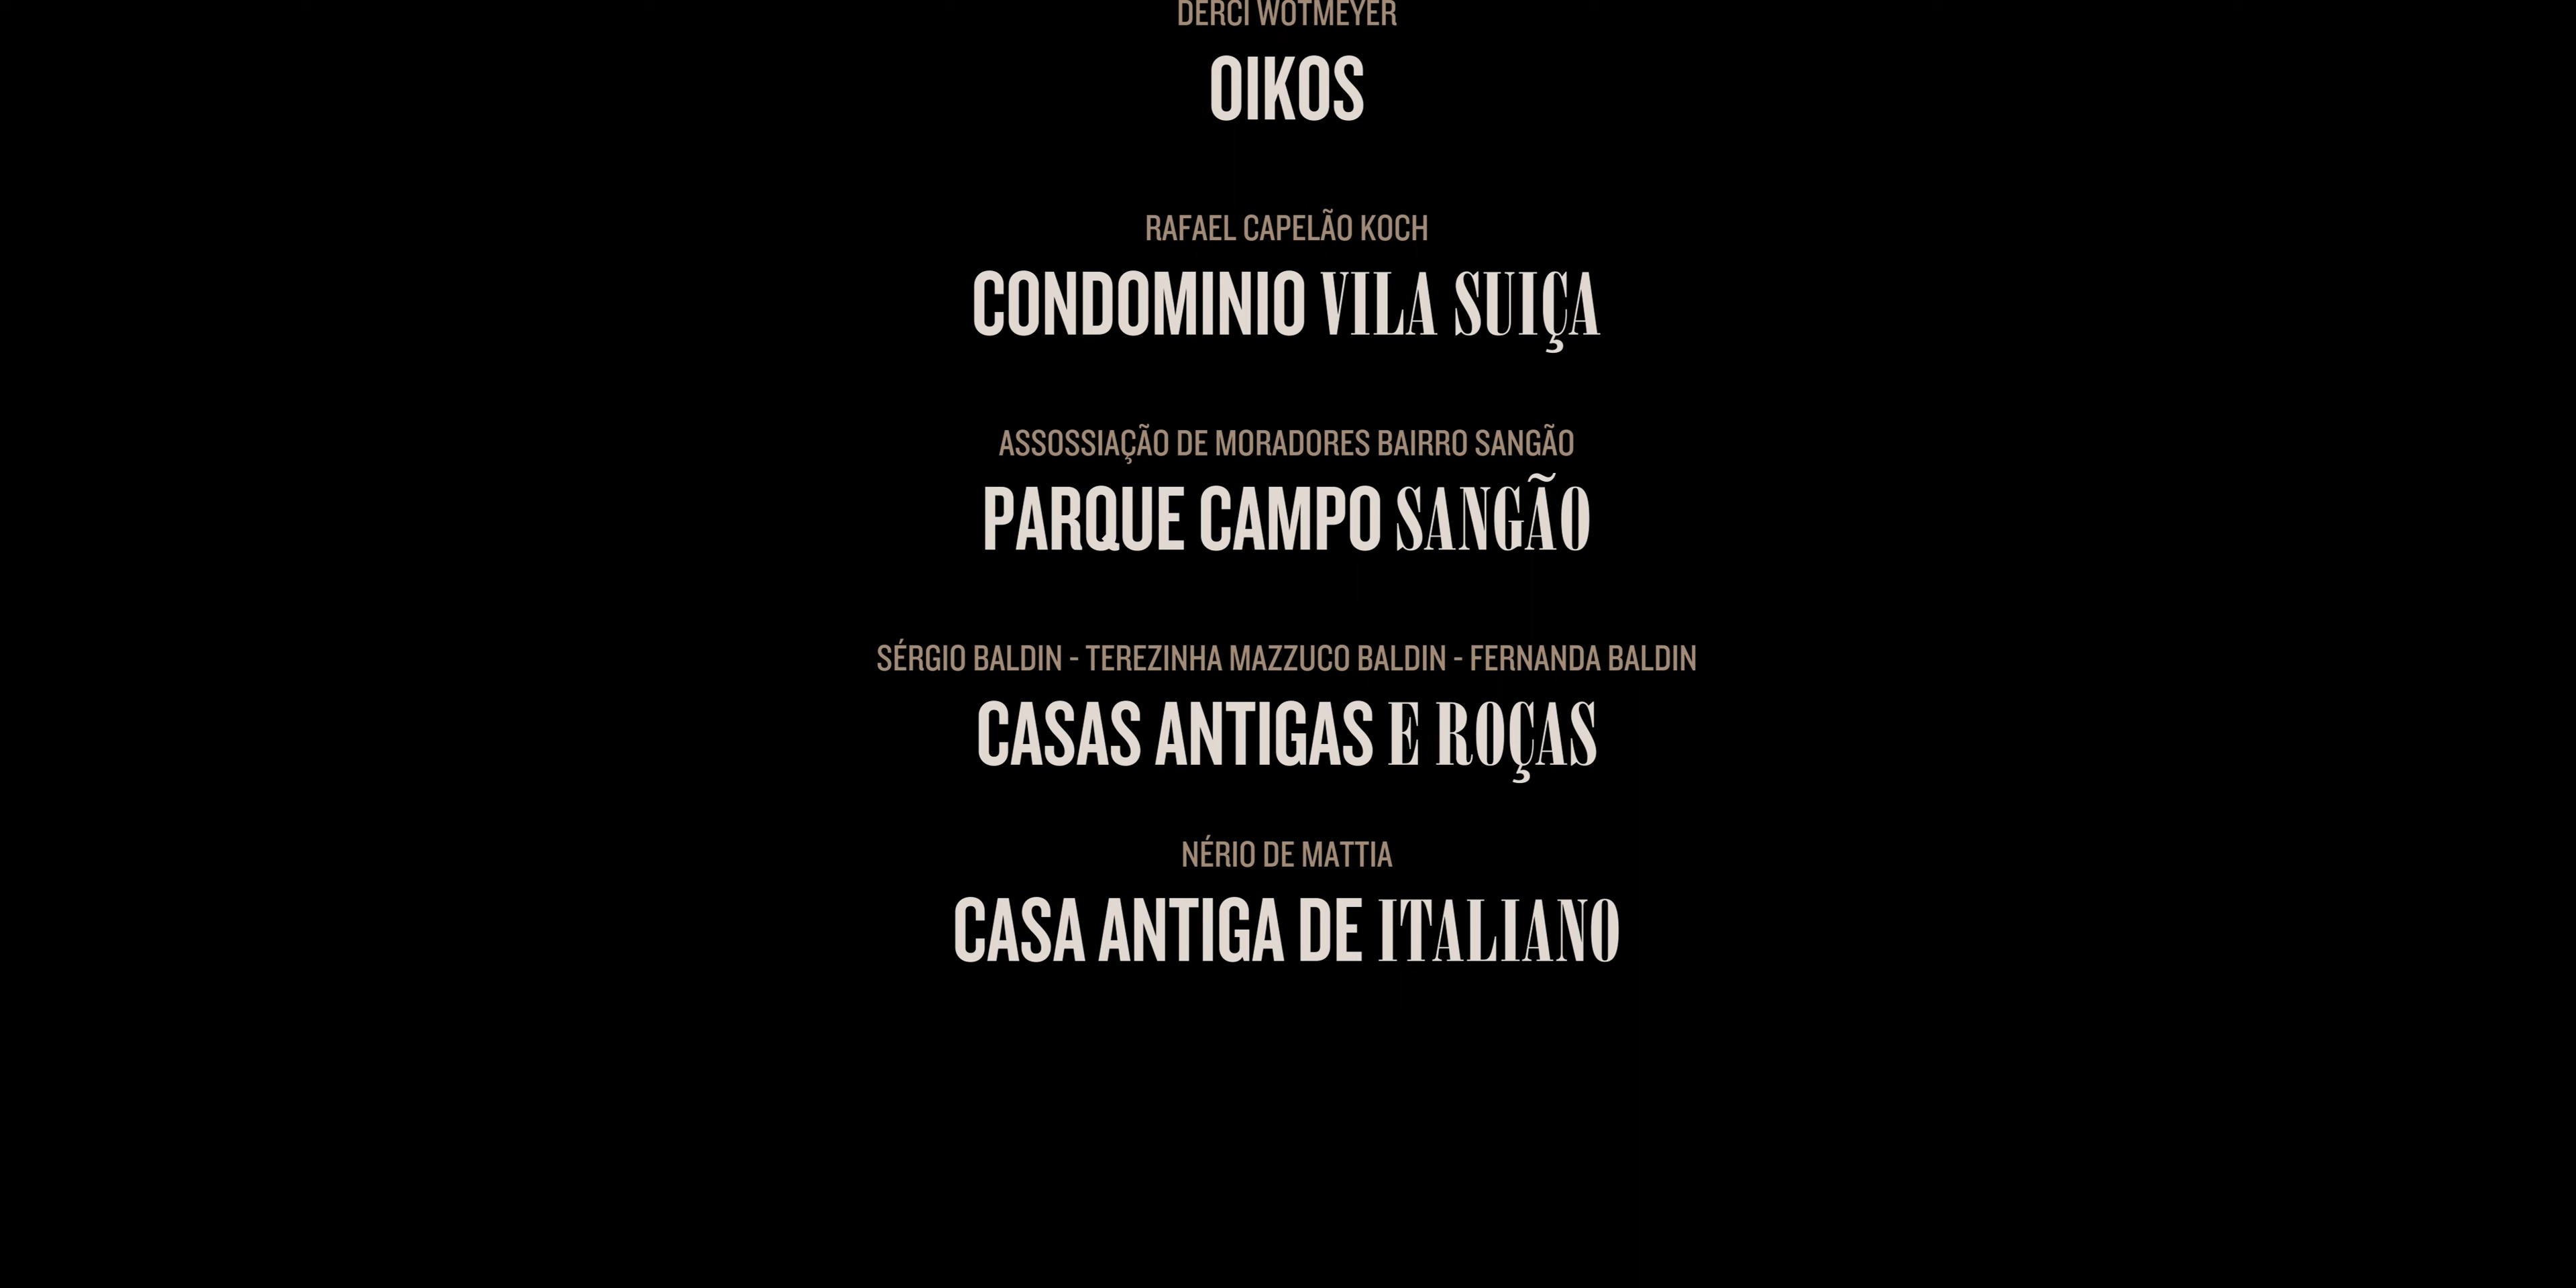 DERCI WOTMEYER
OIKOS
RAFAEL CAPELÃO KOCH
CONDOMINIO VILA SUIÇA
ASSOSSIAÇÃO DE MORADORES BAIRRO SANGÃO
PARQUE CAMPO SANGÃO
SÉRGIO BALDIN - TEREZINHA MAZZUCO BALDIN - FERNANDA BALDIN
CASAS ANTIGAS E ROÇAS
NÉRIO DE MATTIA
CASA ANTIGA DE ITALIANO